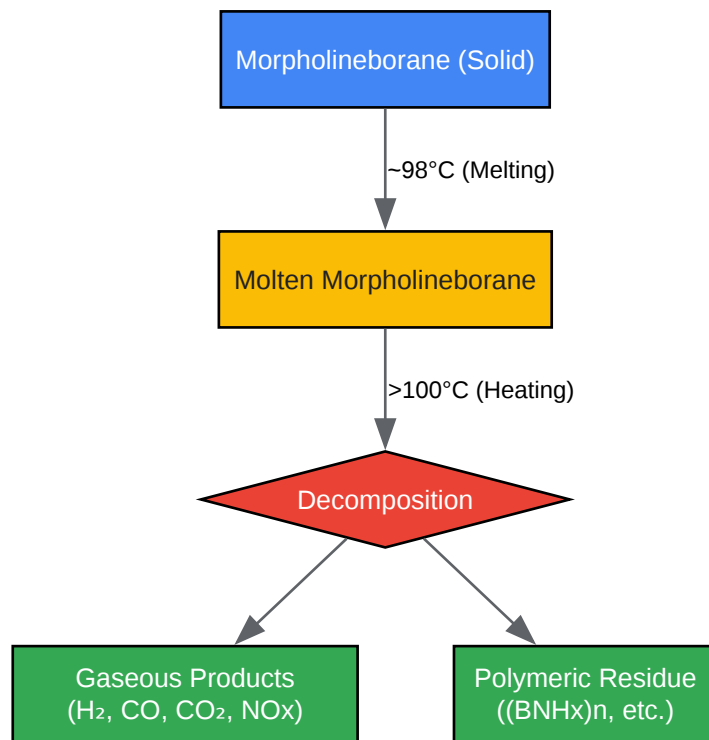 Morpholineborane (Solid)
~98°C (Melting)
Molten Morpholineborane
>100°C (Heating)
Decomposition
Gaseous Products
(H₂, CO, CO₂, NOx)
Polymeric Residue
((BNHx)n, etc.)